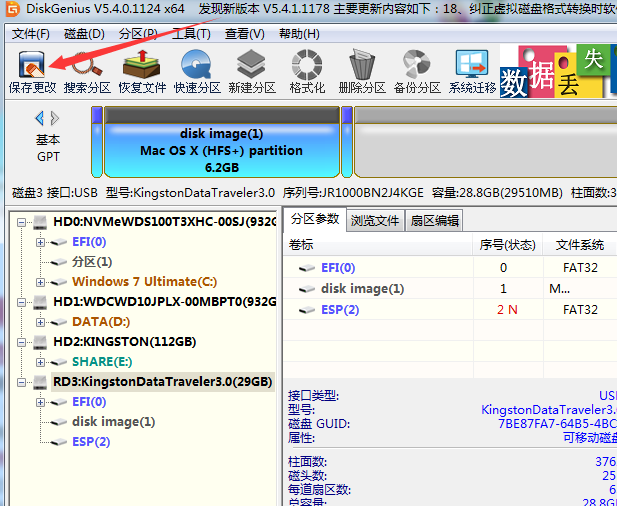 DiskGenius V5.4.0.1124 x64 发现新版本 V5.4.1.1178 主要更新内容如下：18、纠正虚拟磁盘格式转换时软
文件(F) 磁盘(D) 分区(P) 工具(T) 查看(V) 帮助(H)
保存更改 搜索分区 恢复文件 快速分区 新建分区 格式化 删除分区 备份分区 系统迁移 数据丢失
基本
GPT
disk image(1)
Mac OS X (HFS+) partition
6.2GB
磁盘3 接口:USB 型号:KingstonDataTraveler3.0 序列号:JR1000BN2J4KGE 容量:28.8GB(29510MB) 柱面数:3
HD0:NVMeWDS100T3XHC-00SJ(932G
EFI(0)
分区(1)
Windows 7 Ultimate(C:)
HD1:WDCWD10JPLX-00MBPT0(932G
DATA(D:)
HD2:KINGSTON(112GB)
SHARE(E:)
RD3:KingstonDataTraveler3.0(29GB)
EFI(0)
disk image(1)
ESP(2)
分区参数 浏览文件 扇区编辑
卷标 序号(状态) 文件系统
EFI(0) 0 FAT32
disk image(1) 1 M...
ESP(2) 2 N FAT32
接口类型: US
型号: KingstonDataTraveler3.
磁盘 GUID: 7BE87FA7-64B5-4BC
属性: 可移动磁盘
柱面数: 376
磁头数: 25
每道扇区数: 6
总容量: 28.8G